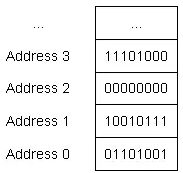 ... ...
Address 3 11101000
Address 2 00000000
Address 1 10010111
Address 0 01101001